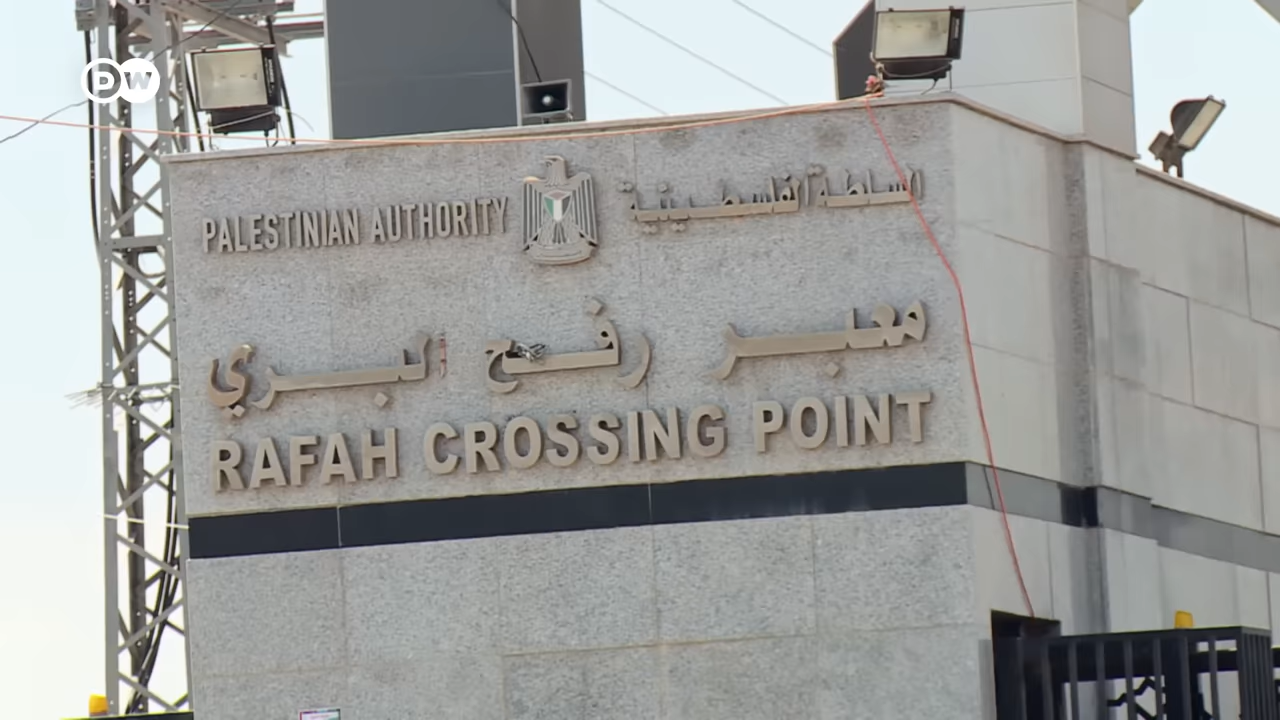 DW
PALESTINIAN AUTHORITY السلطة الفلسطينية
معبر رفح البري
RAFAH CROSSING POINT